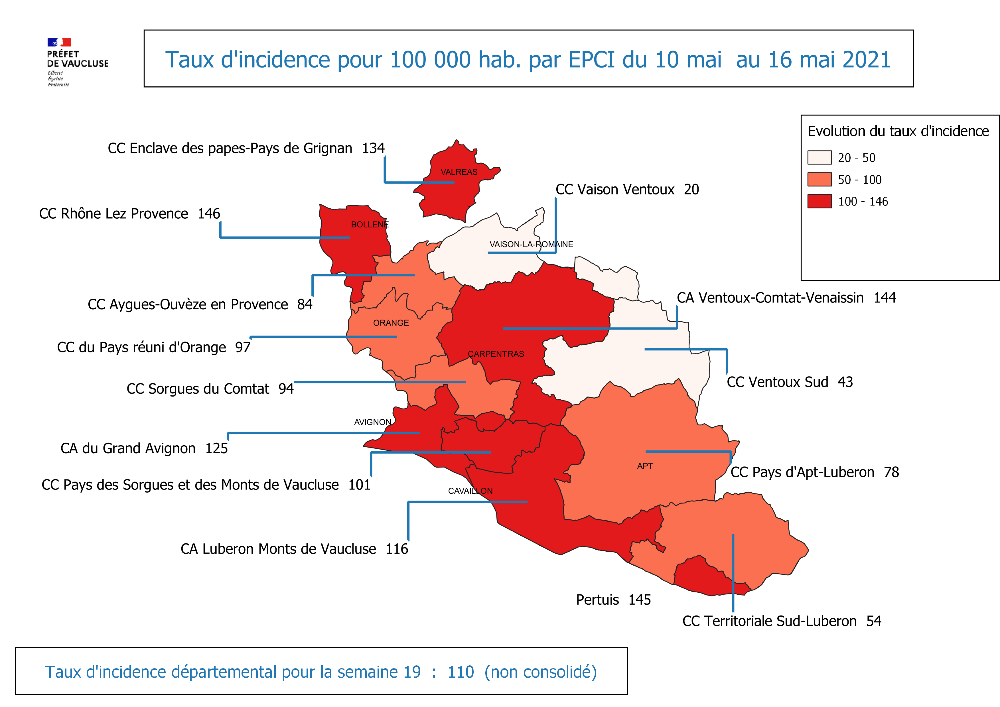 PRÉFET
DE VAUCLUSE
Liberté
Égalité
Fraternité
Taux d'incidence pour 100 000 hab. par EPCI du 10 mai  au 16 mai 2021
Evolution du taux d'incidence
20 - 50
50 - 100
100 - 146
CC Enclave des papes-Pays de Grignan  134
VALREAS
CC Vaison Ventoux  20
CC Rhône Lez Provence  146
BOLLENE
VAISON-LA-ROMAINE
CC Aygues-Ouvèze en Provence  84
CA Ventoux-Comtat-Venaissin  144
ORANGE
CC du Pays réuni d'Orange  97
CARPENTRAS
CC Sorgues du Comtat  94
CC Ventoux Sud  43
AVIGNON
CA du Grand Avignon  125
APT
CC Pays d'Apt-Luberon  78
CC Pays des Sorgues et des Monts de Vaucluse  101
CAVAILLON
CA Luberon Monts de Vaucluse  116
Pertuis  145
CC Territoriale Sud-Luberon  54
Taux d'incidence départemental pour la semaine 19  :  110  (non consolidé)